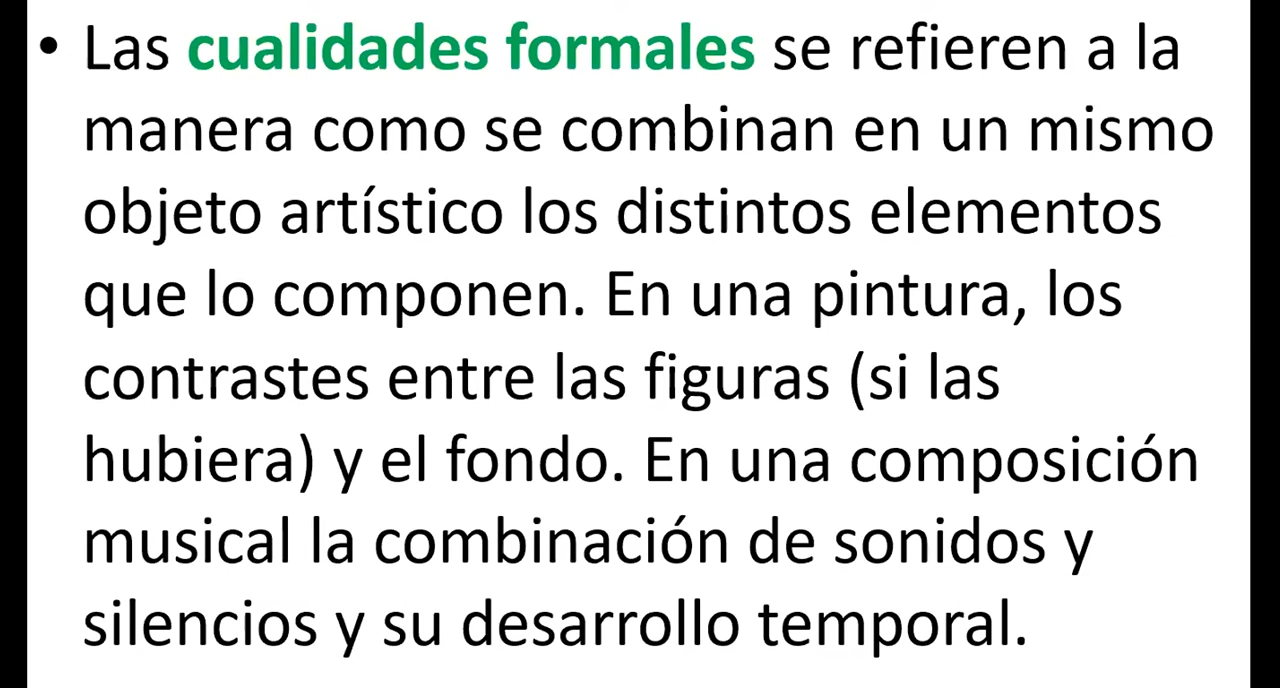 • Las cualidades formales se refieren a la
manera como se combinan en un mismo
objeto artístico los distintos elementos
que lo componen. En una pintura, los
contrastes entre las figuras (si las
hubiera) y el fondo. En una composición
musical la combinación de sonidos y
silencios y su desarrollo temporal.